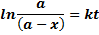 ln a/(a − x) = kt